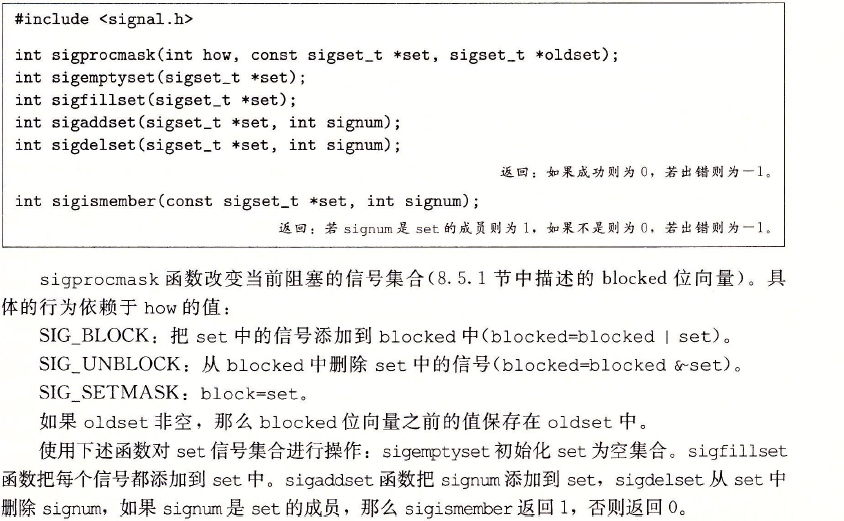 #include <signal.h>
int sigprocmask(int how, const sigset_t *set, sigset_t *oldset);
int sigemptyset(sigset_t *set);
int sigfillset(sigset_t *set);
int sigaddset(sigset_t *set, int signum);
int sigdelset(sigset_t *set, int signum);
返回：如果成功则为 0，若出错则为－1。
int sigismember(const sigset_t *set, int signum);
返回：若 signum 是 set 的成员则为 1，如果不是则为 0，若出错则为－1。
sigprocmask 函数改变当前阻塞的信号集合(8.5.1 节中描述的 blocked 位向量)。具
体的行为依赖于 how 的值：
SIG_BLOCK：把 set 中的信号添加到 blocked 中(blocked=blocked | set)。
SIG_UNBLOCK：从 blocked 中删除 set 中的信号(blocked=blocked &~set)。
SIG_SETMASK：block=set。
如果 oldset 非空，那么 blocked 位向量之前的值保存在 oldset 中。
使用下述函数对 set 信号集合进行操作：sigemptyset 初始化 set 为空集合。sigfillset
函数把每个信号都添加到 set 中。sigaddset 函数把 signum 添加到 set，sigdelset 从 set 中
删除 signum，如果 signum 是 set 的成员，那么 sigismember 返回 1，否则返回 0。